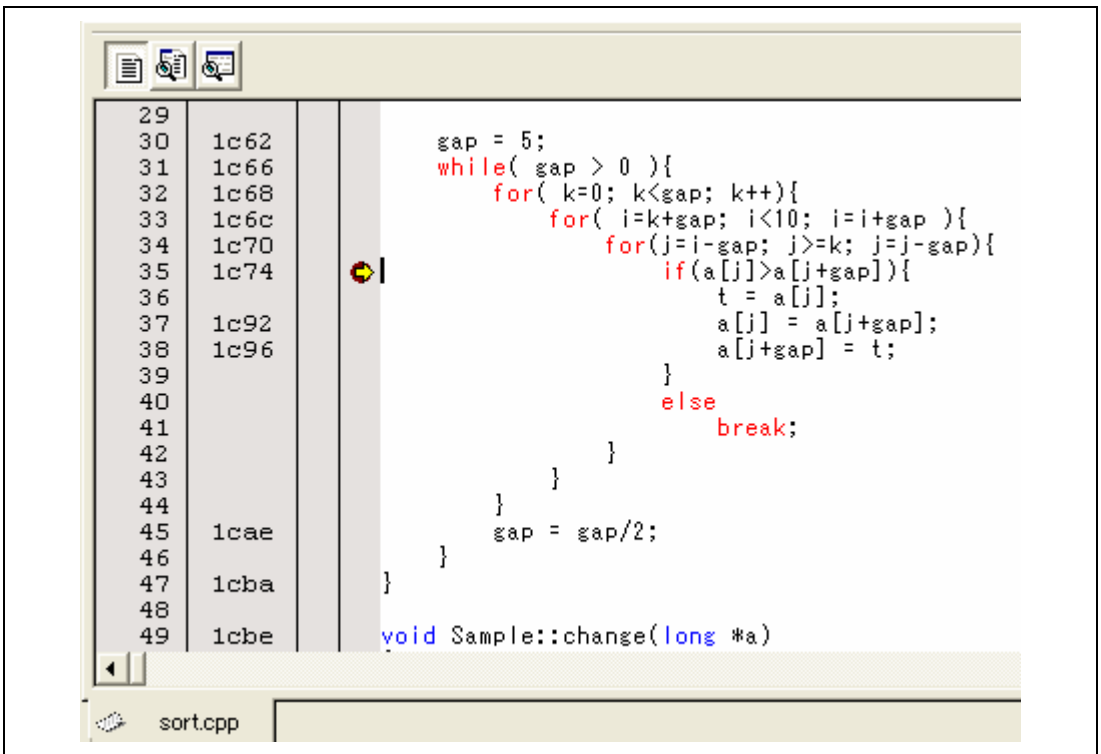 29
30 1c62 gap = 5;
31 1c66 while( gap > 0 ){
32 1c68 for( k=0; k<gap; k++){
33 1c6c for( i=k+gap; i<10; i=i+gap ){
34 1c70 for(j=i-gap; j>=k; j=j-gap){
35 1c74 if(a[j]>a[j+gap]){
36 t = a[j];
37 1c92 a[j] = a[j+gap];
38 1c96 a[j+gap] = t;
39 }
40 else
41 break;
42 }
43 }
44 }
45 1cae gap = gap/2;
46 }
47 1cba }
48
49 1cbe void Sample::change(long *a)
sort.cpp